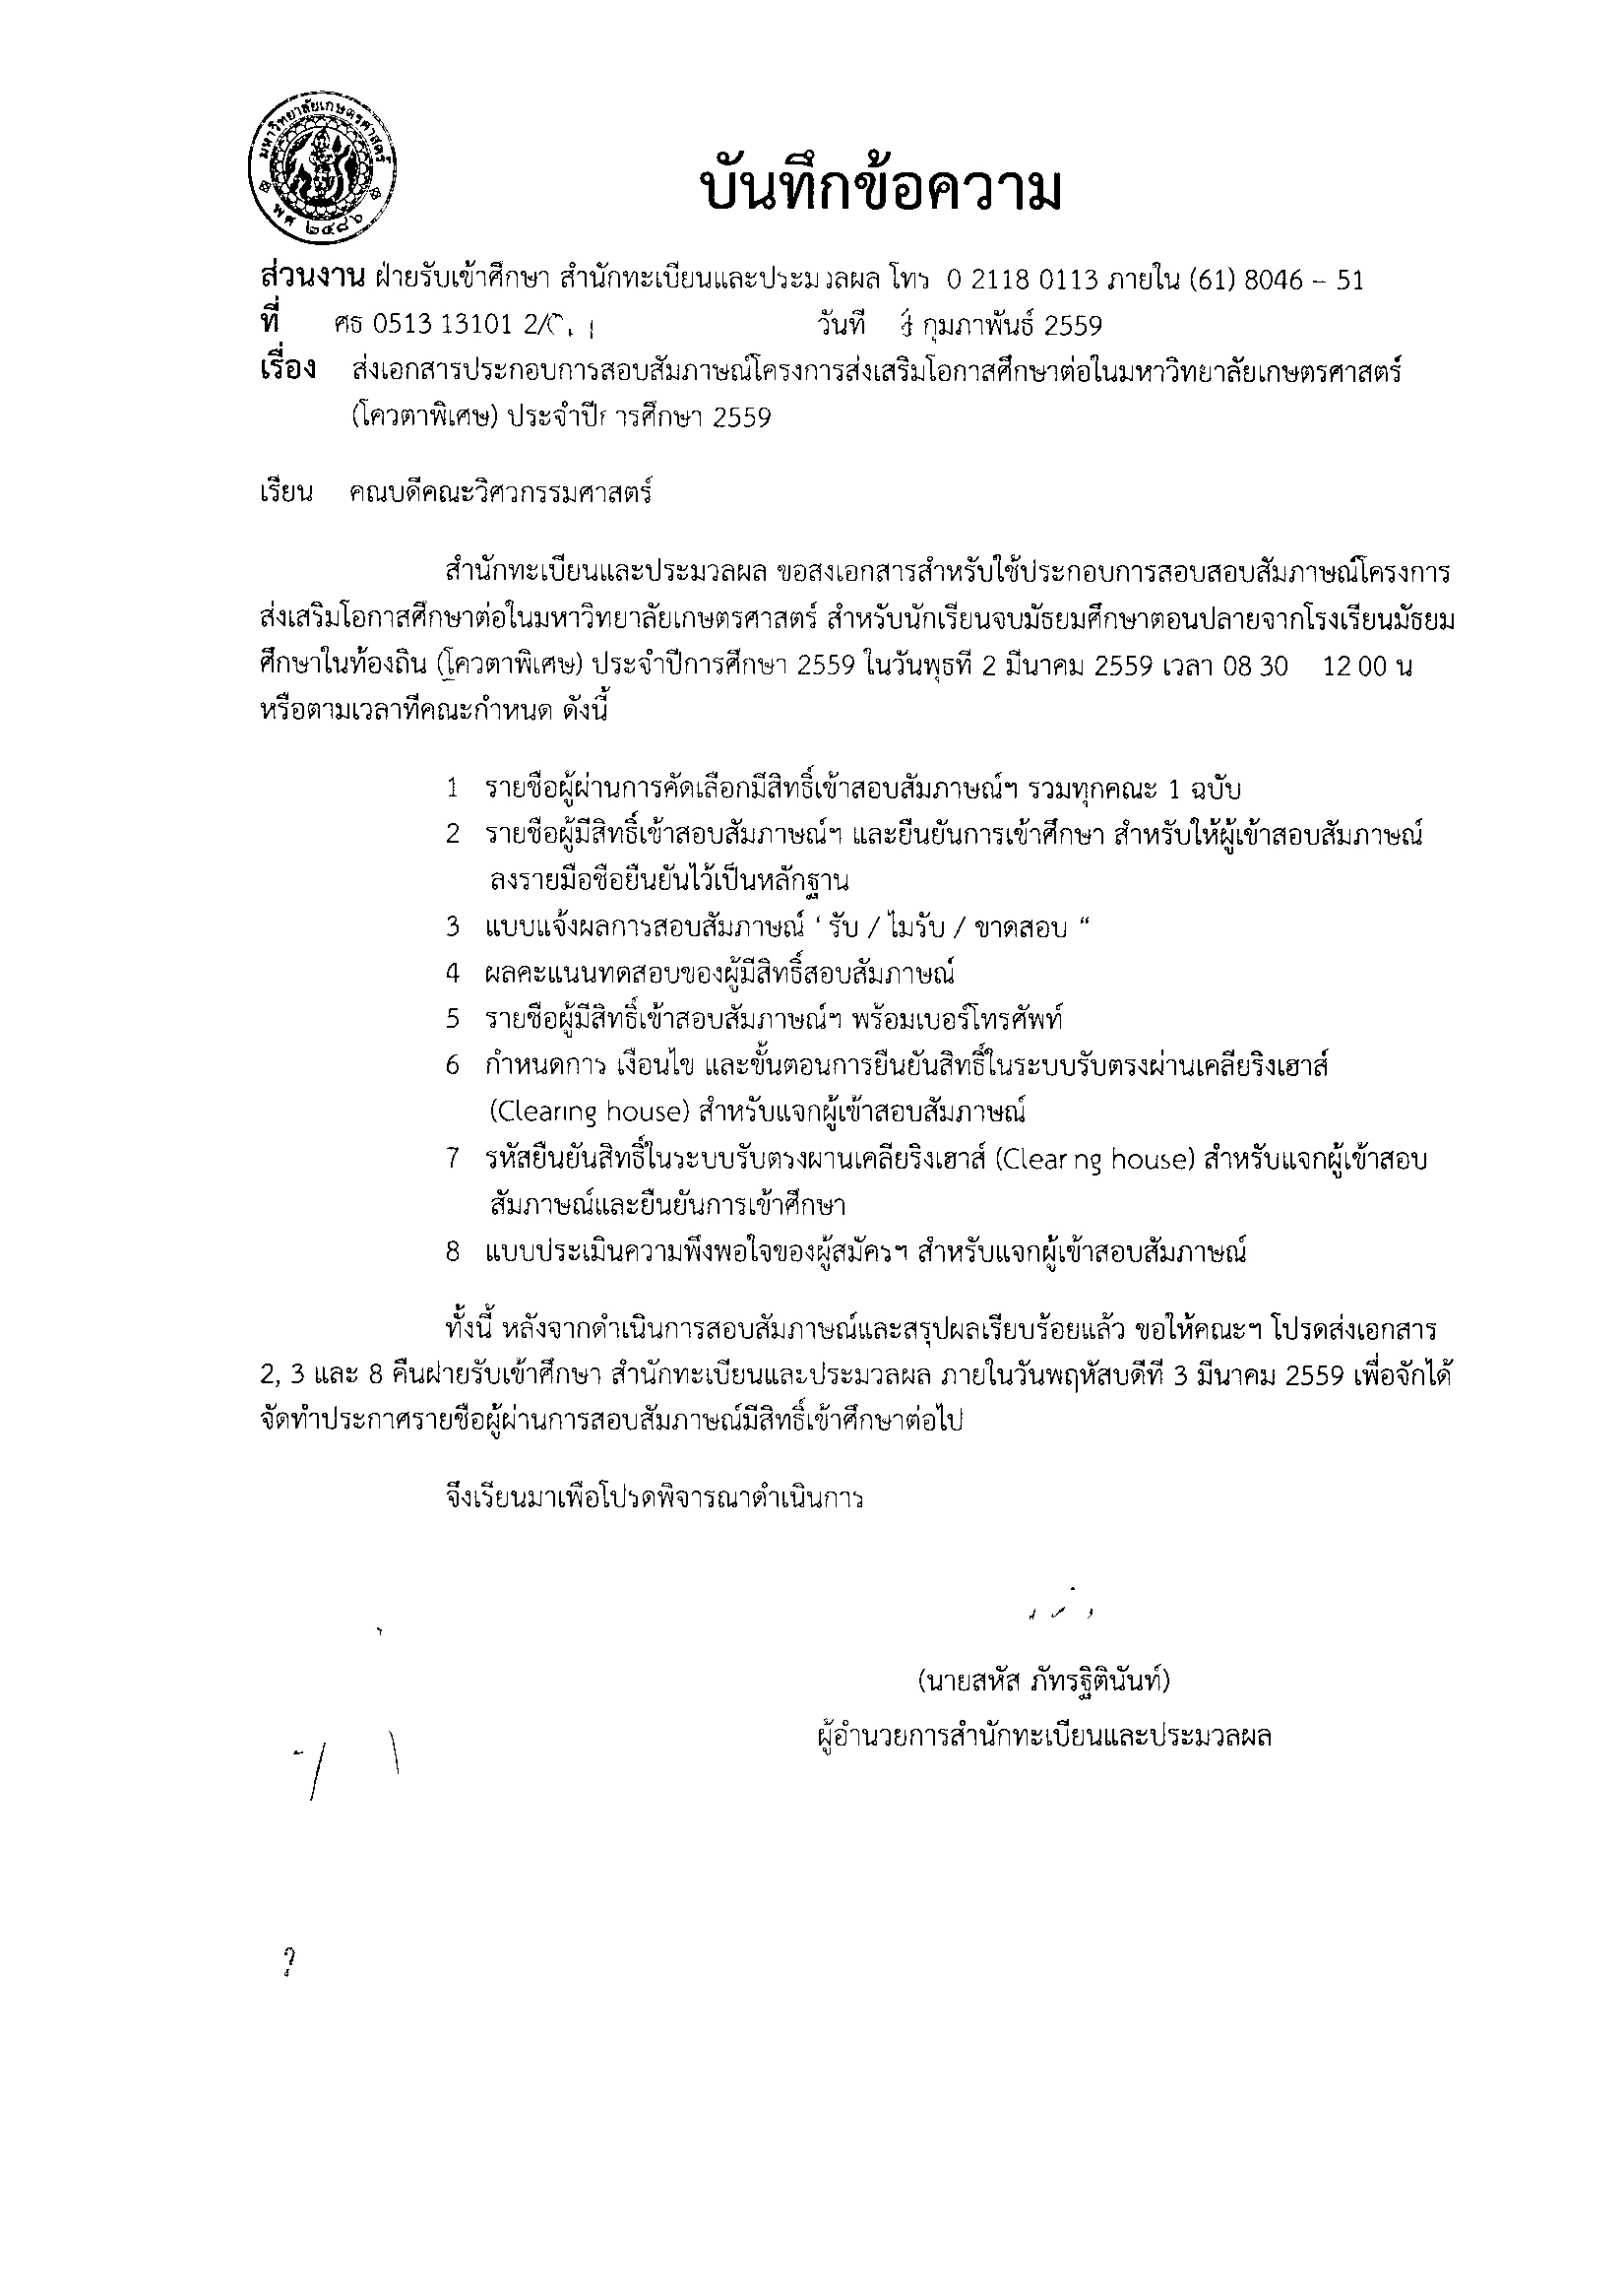 มหาวิทยาลัยเกษตรศาสตร์
พศ ๒๔๘๖
บันทึกข้อความ
ส่วนงาน ฝ่ายรับเข้าศึกษา สำนักทะเบียนและประมวลผล โทร 0 2118 0113 ภายใน (61) 8046 – 51
ที่ ศธ 0513 13101 2/ วันที กุมภาพันธ์ 2559
เรื่อง ส่งเอกสารประกอบการสอบสัมภาษณ์โครงการส่งเสริมโอกาสศึกษาต่อในมหาวิทยาลัยเกษตรศาสตร์
(โควตาพิเศษ) ประจำปีการศึกษา 2559
เรียน คณบดีคณะวิศวกรรมศาสตร์
สำนักทะเบียนและประมวลผล ขอสงเอกสารสำหรับใช้ประกอบการสอบสอบสัมภาษณ์โครงการ
ส่งเสริมโอกาสศึกษาต่อในมหาวิทยาลัยเกษตรศาสตร์ สำหรับนักเรียนจบมัธยมศึกษาตอนปลายจากโรงเรียนมัธยม
ศึกษาในท้องถิน (โควตาพิเศษ) ประจำปีการศึกษา 2559 ในวันพุธที 2 มีนาคม 2559 เวลา 08 30 12 00 น
หรือตามเวลาทีคณะกำหนด ดังนี้
1 รายชือผู้ผ่านการคัดเลือกมีสิทธิ์เข้าสอบสัมภาษณ์ฯ รวมทุกคณะ 1 ฉบับ
2 รายชือผู้มีสิทธิ์เข้าสอบสัมภาษณ์ฯ และยืนยันการเข้าศึกษา สำหรับให้ผู้เข้าสอบสัมภาษณ์
ลงรายมือชือยืนยันไว้เป็นหลักฐาน
3 แบบแจ้งผลการสอบสัมภาษณ์ ‘ รับ / ไมรับ / ขาดสอบ “
4 ผลคะแนนทดสอบของผู้มีสิทธิ์สอบสัมภาษณ์
5 รายชือผู้มีสิทธิ์เข้าสอบสัมภาษณ์ฯ พร้อมเบอร์โทรศัพท์
6 กำหนดการ เงือนไข และขั้นตอนการยืนยันสิทธิ์ในระบบรับตรงผ่านเคลียริงเฮาส์
(Clearing house) สำหรับแจกผู้เข้าสอบสัมภาษณ์
7 รหัสยืนยันสิทธิ์ในระบบรับตรงผานเคลียริงเฮาส์ (Clear ng house) สำหรับแจกผู้เข้าสอบ
สัมภาษณ์และยืนยันการเข้าศึกษา
8 แบบประเมินความพึงพอใจของผู้สมัครฯ สำหรับแจกผู้เข้าสอบสัมภาษณ์
ทั้งนี้ หลังจากดำเนินการสอบสัมภาษณ์และสรุปผลเรียบร้อยแล้ว ขอให้คณะฯ โปรดส่งเอกสาร
2, 3 และ 8 คืนฝายรับเข้าศึกษา สำนักทะเบียนและประมวลผล ภายในวันพฤหัสบดีที 3 มีนาคม 2559 เพื่อจักได้
จัดทำประกาศรายชือผู้ผ่านการสอบสัมภาษณ์มีสิทธิ์เข้าศึกษาต่อไป
จึงเรียนมาเพือโปรดพิจารณาดำเนินการ
(นายสหัส ภัทรฐิตินันท์)
ผู้อำนวยการสำนักทะเบียนและประมวลผล